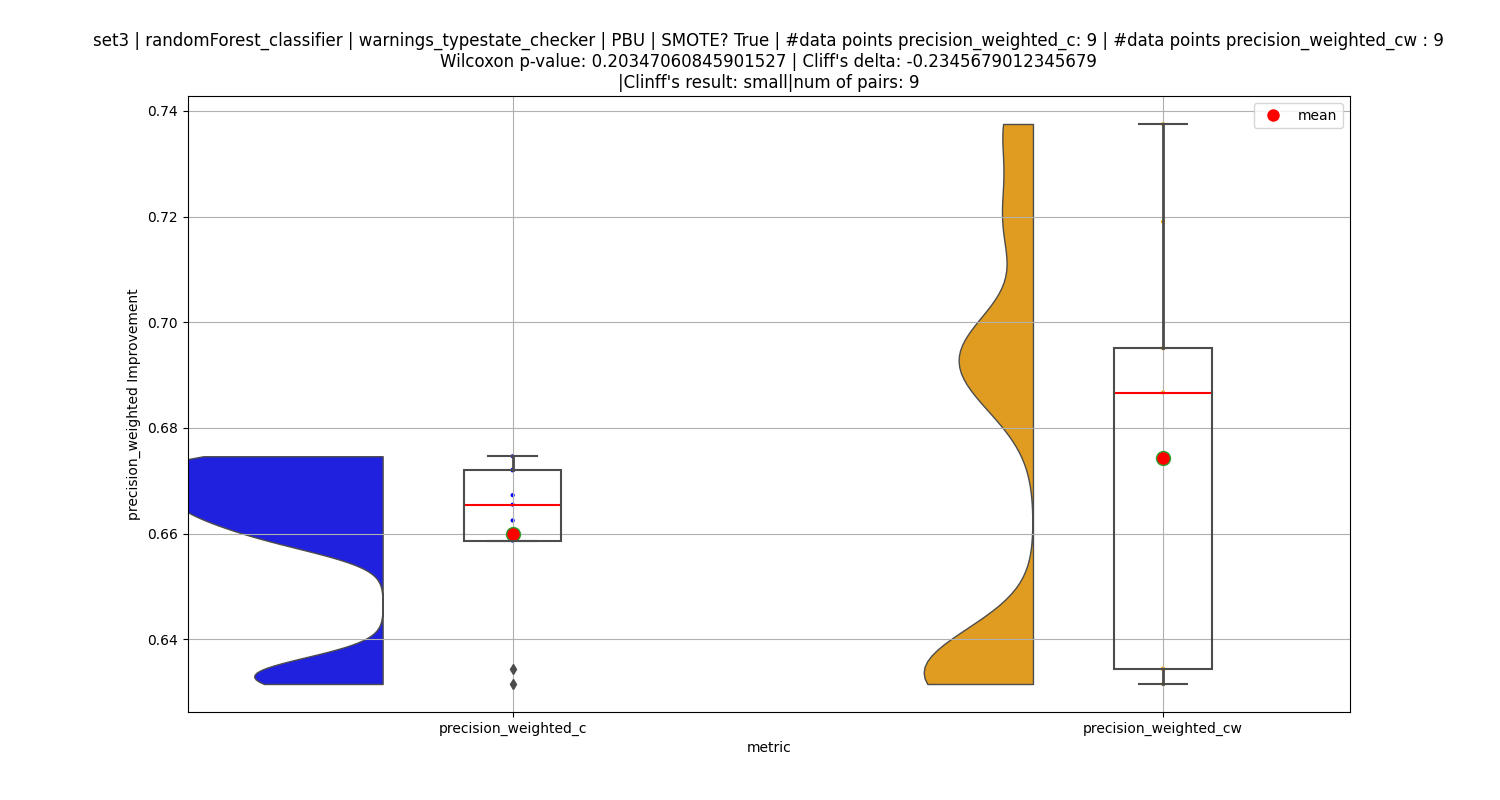 set3 | randomForest_classifier | warnings_typestate_checker | PBU | SMOTE? True | #data points precision_weighted_c: 9 | #data points precision_weighted_cw : 9
Wilcoxon p-value: 0.20347060845901527 | Cliff's delta: -0.2345679012345679
|Clinff's result: small|num of pairs: 9
mean
precision_weighted Improvement
0.74
0.72
0.70
0.68
0.66
0.64
precision_weighted_c
precision_weighted_cw
metric